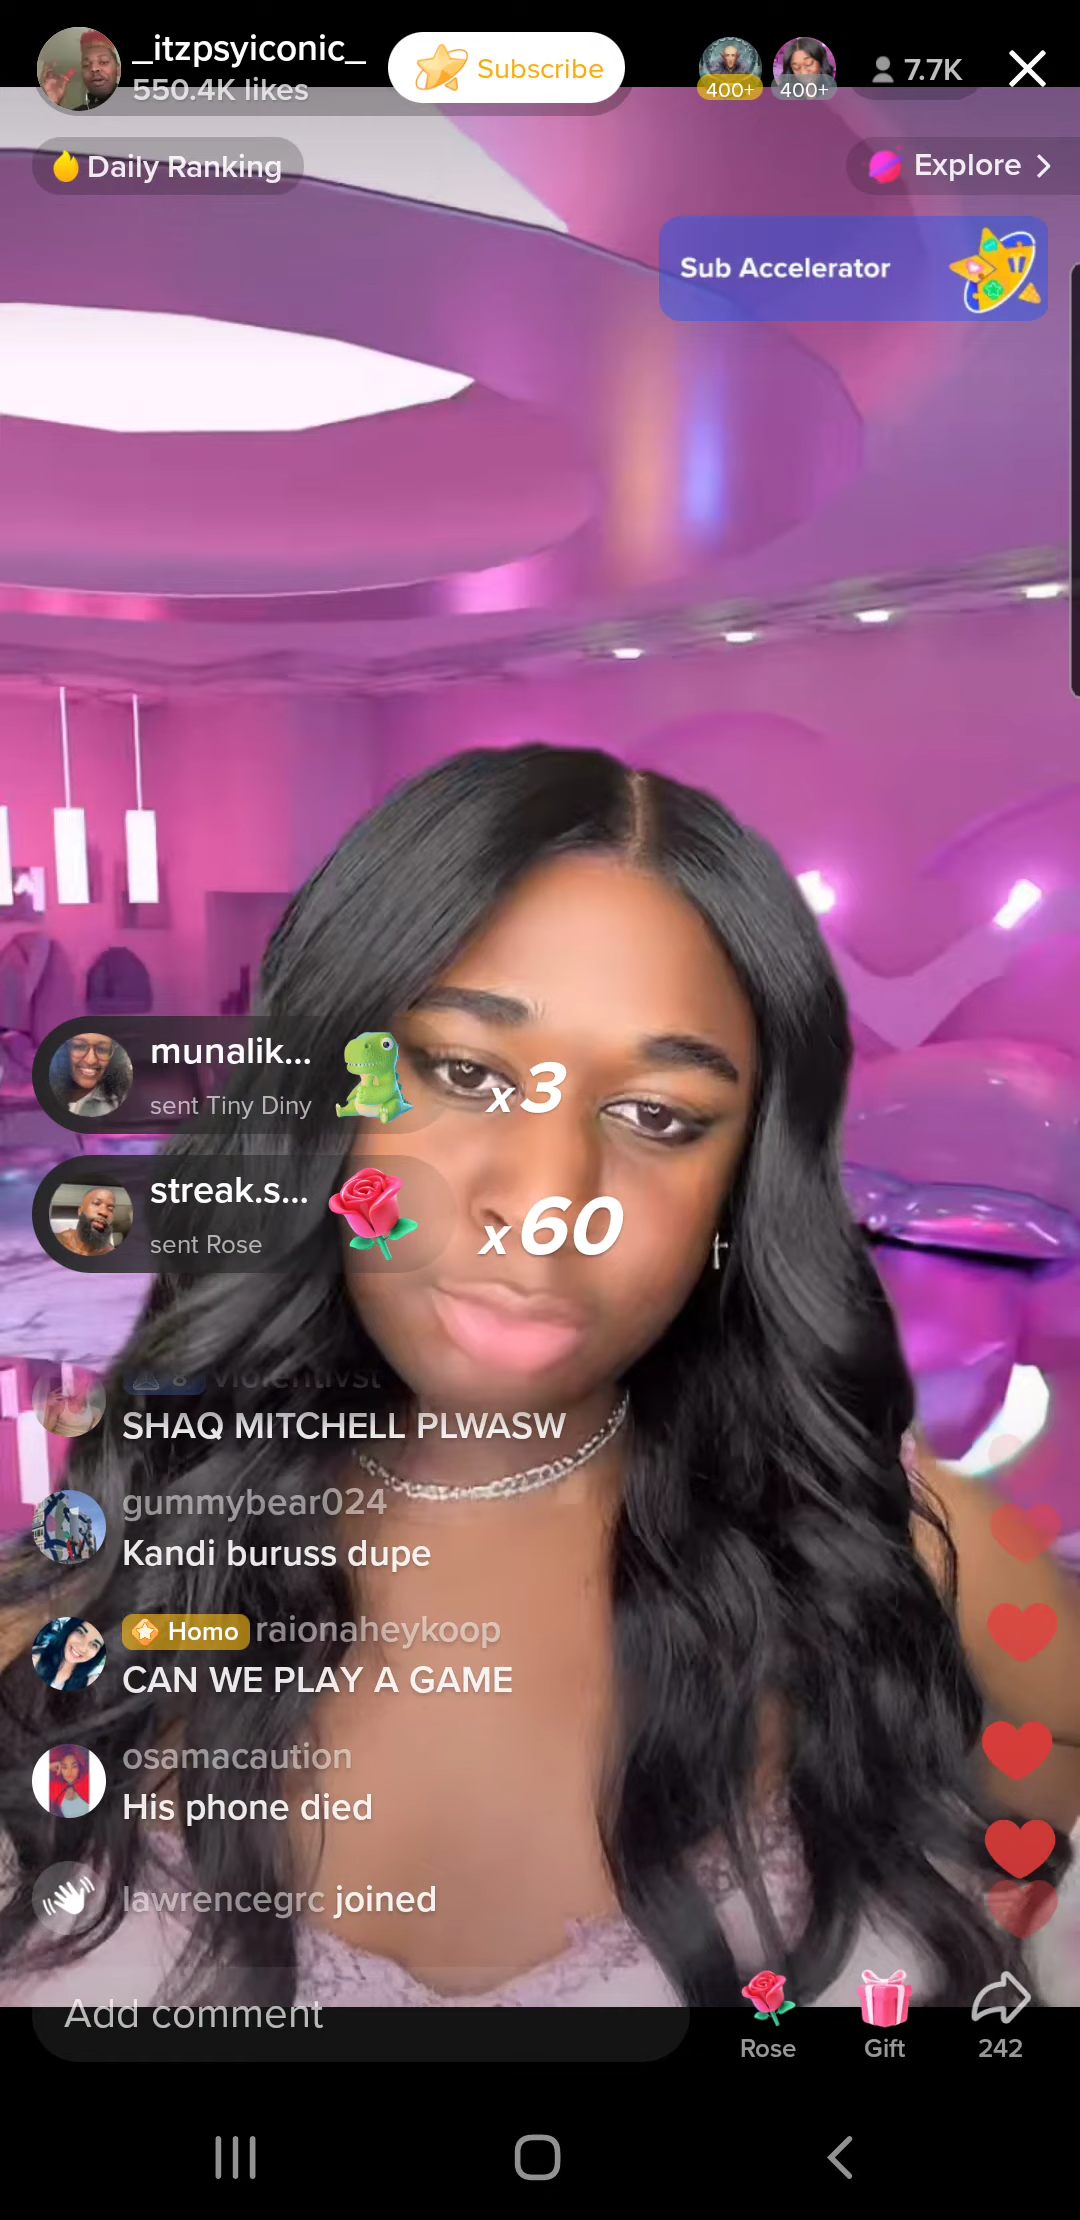 _itzpsyiconic_
550.4K likes
Subscribe
400+
400+
7.7K
Daily Ranking
Explore
Sub Accelerator
munalik...
sent Tiny Diny
x3
streak.s...
sent Rose
x60
8 violentivst
SHAQ MITCHELL PLWASW
gummybear024
Kandi buruss dupe
Homo raionaheykoop
CAN WE PLAY A GAME
osamacaution
His phone died
lawrencegrc joined
Add comment
Rose
Gift
242